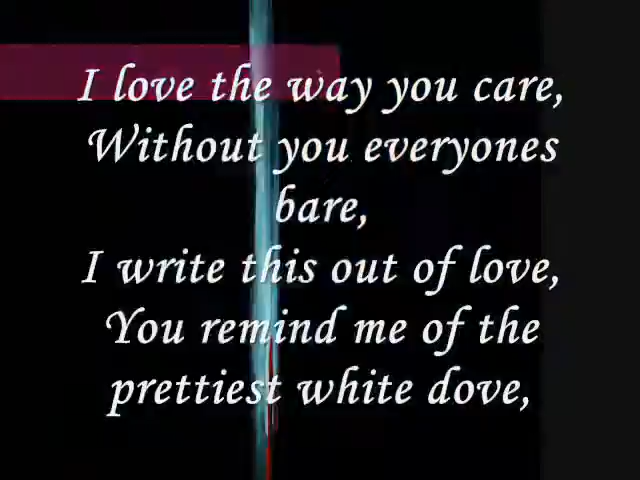 I love the way you care,
Without you everyones
bare,
I write this out of love,
You remind me of the
prettiest white dove,